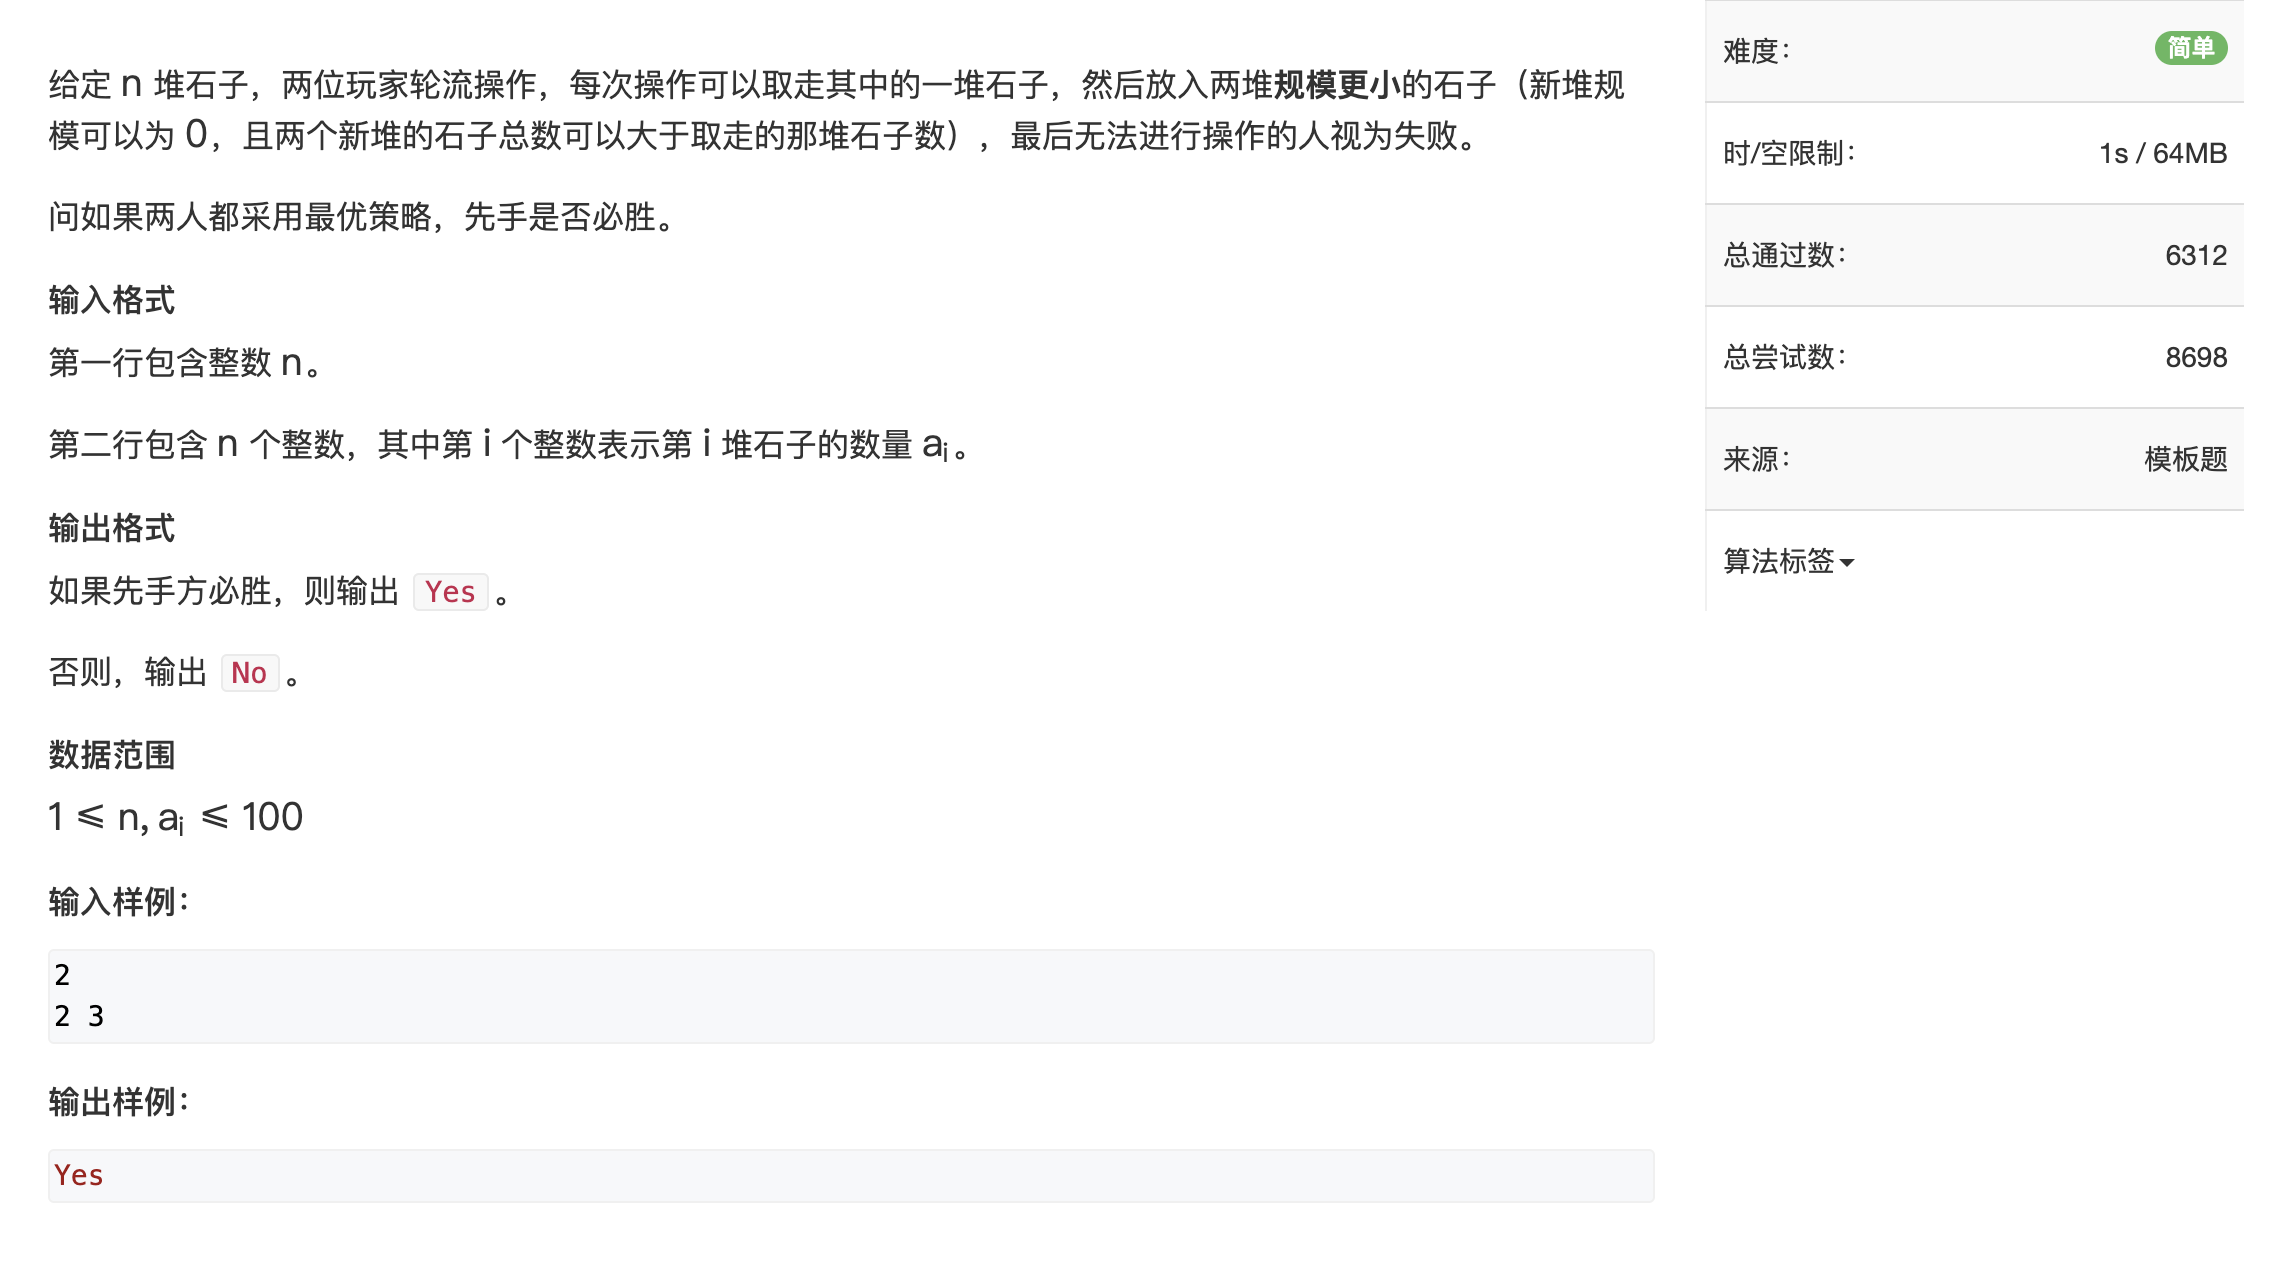 给定 n 堆石子，两位玩家轮流操作，每次操作可以取走其中的一堆石子，然后放入两堆规模更小的石子（新堆规
模可以为 0，且两个新堆的石子总数可以大于取走的那堆石子数），最后无法进行操作的人视为失败。
问如果两人都采用最优策略，先手是否必胜。
输入格式
第一行包含整数 n。
第二行包含 n 个整数，其中第 i 个整数表示第 i 堆石子的数量 ai。
输出格式
如果先手方必胜，则输出 Yes 。
否则，输出 No 。
数据范围
1 ⩽ n, ai ⩽ 100
输入样例：
2
2 3
输出样例：
Yes
难度： 简单
时/空限制： 1s / 64MB
总通过数： 6312
总尝试数： 8698
来源： 模板题
算法标签